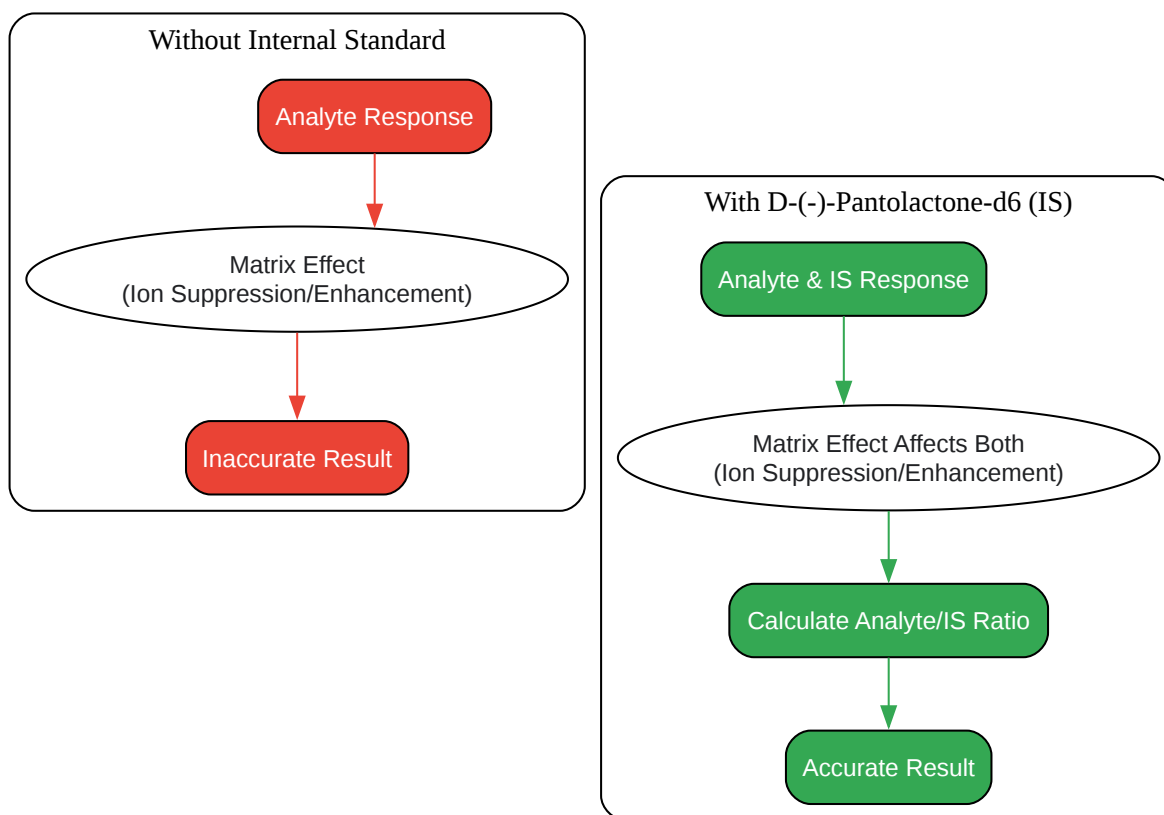 Without Internal Standard
Analyte Response
Matrix Effect
(Ion Suppression/Enhancement)
Inaccurate Result
With D-(-)-Pantolactone-d6 (IS)
Analyte & IS Response
Matrix Effect Affects Both
(Ion Suppression/Enhancement)
Calculate Analyte/IS Ratio
Accurate Result